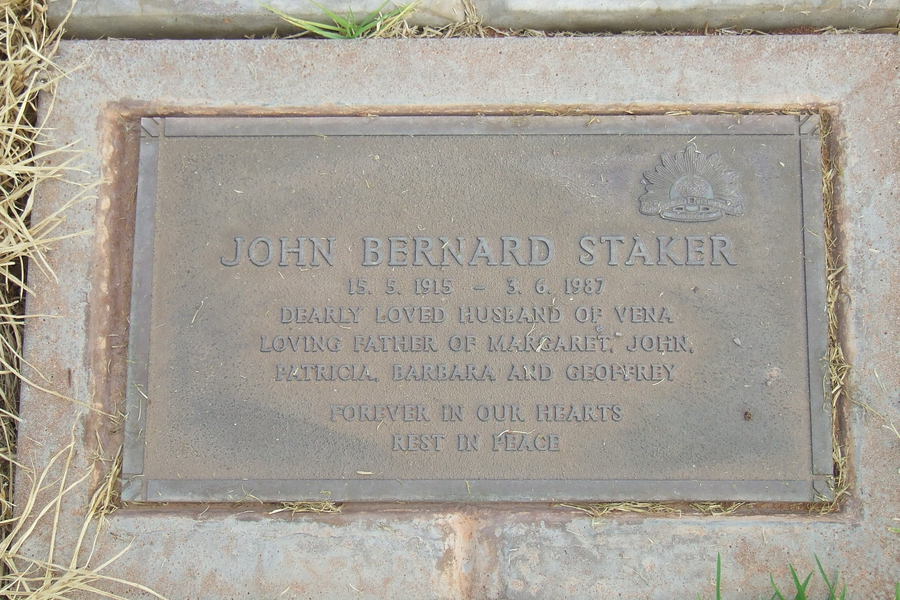 JOHN BERNARD STAKER
15. 5. 1915 – 3. 6. 1987
DEARLY LOVED HUSBAND OF VENA
LOVING FATHER OF MARGARET, JOHN,
PATRICIA, BARBARA AND GEOFFREY
FOREVER IN OUR HEARTS
REST IN PEACE